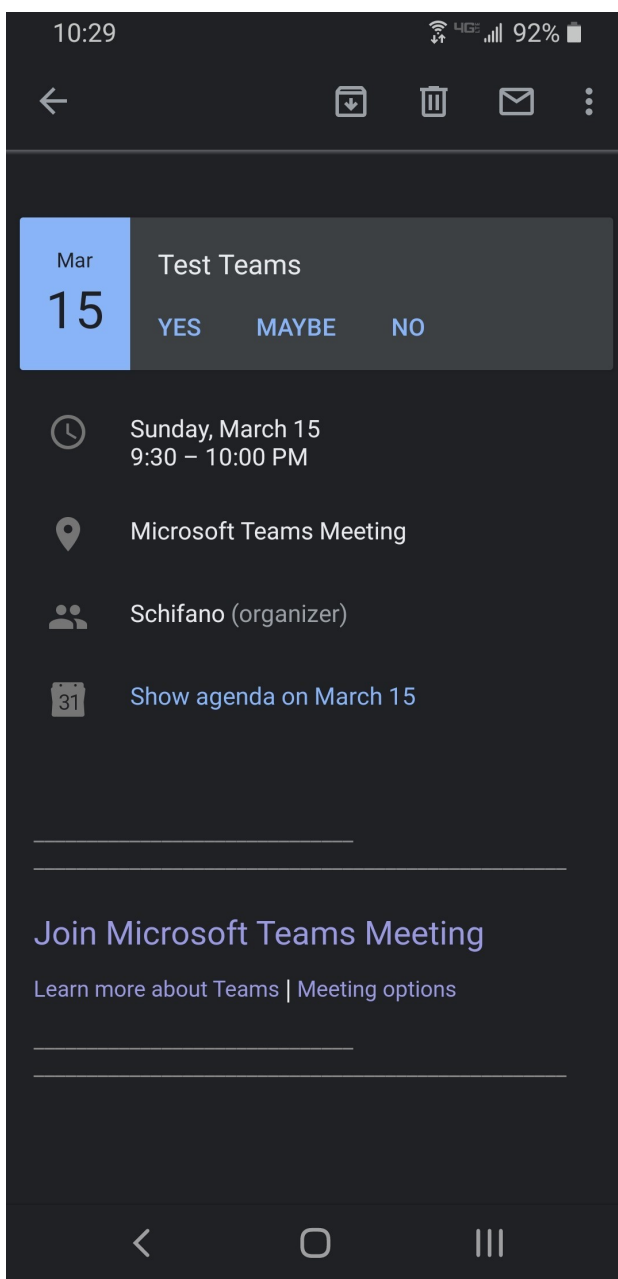 10:29
4GE 92%
Mar
15
Test Teams
YES MAYBE NO
Sunday, March 15
9:30 – 10:00 PM
Microsoft Teams Meeting
Schifano (organizer)
31
Show agenda on March 15
Join Microsoft Teams Meeting
Learn more about Teams | Meeting options